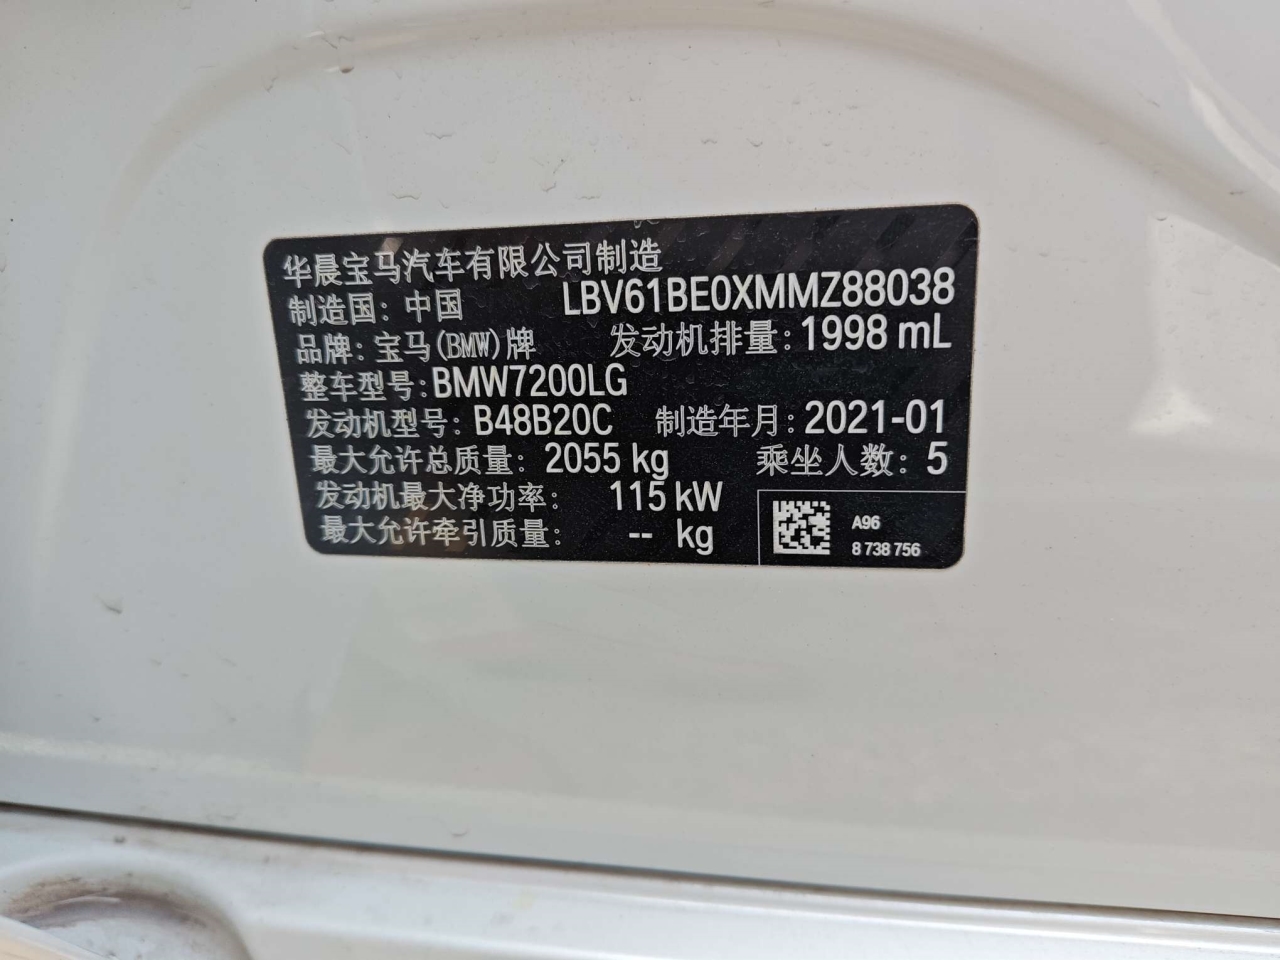 华晨宝马汽车有限公司制造
制造国：中国 LBV61BE0XMMZ88038
品牌：宝马(BMW)牌 发动机排量：1998 mL
整车型号：BMW7200LG
发动机型号：B48B20C 制造年月：2021-01
最大允许总质量：2055 kg 乘坐人数：5
发动机最大净功率： 115 kW
最大允许牵引质量： -- kg
A96
8 738 756